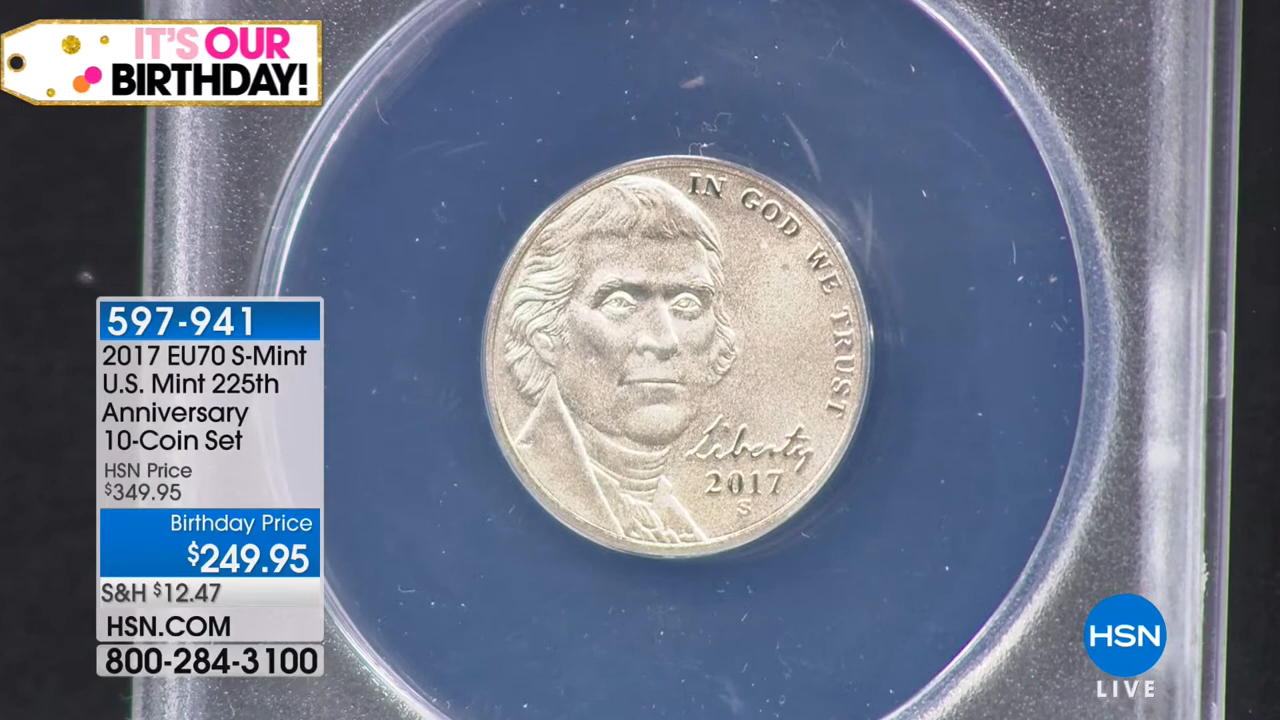 IT'S OUR
BIRTHDAY!
597-941
2017 EU70 S-Mint
U.S. Mint 225th
Anniversary
10-Coin Set
HSN Price
$349.95
Birthday Price
$249.95
S&H $12.47
HSN.COM
800-284-3100
IN GOD WE TRUST
Liberty
2017
S
HSN
LIVE